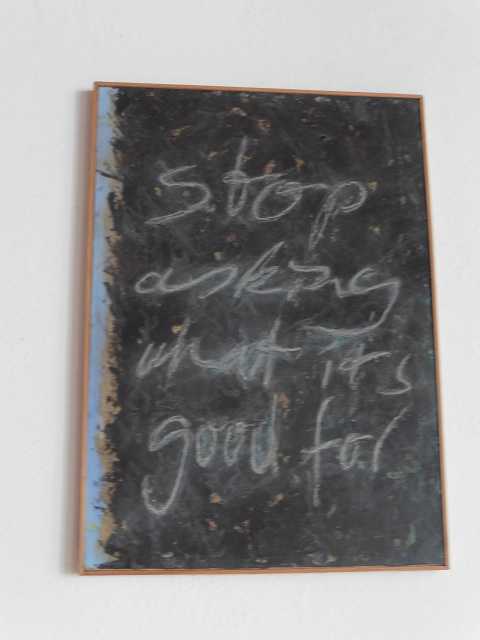 stop
asking
what it's
good for